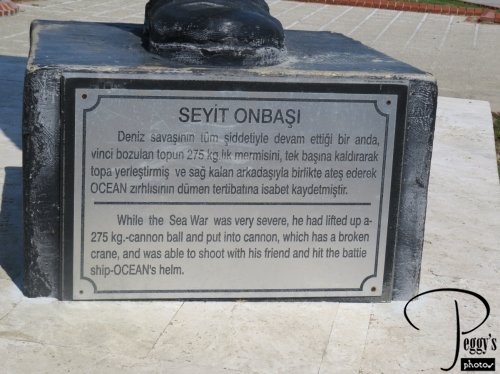 SEYİT ONBAŞI
Deniz savaşının tüm şiddetiyle devam ettiği bir anda,
vinci bozulan topun 275 kg.lık mermisini, tek başına kaldırarak
topa yerleştirmiş ve sağ kalan arkadaşıyla birlikte ateş ederek
OCEAN zırhlısının dümen tertibatına isabet kaydetmiştir.
While the Sea War was very severe, he had lifted up a-
275 kg.-cannon ball and put into cannon, which has a broken
crane, and was able to shoot with his friend and hit the battle
ship-OCEAN's helm.
Peggy's
photos